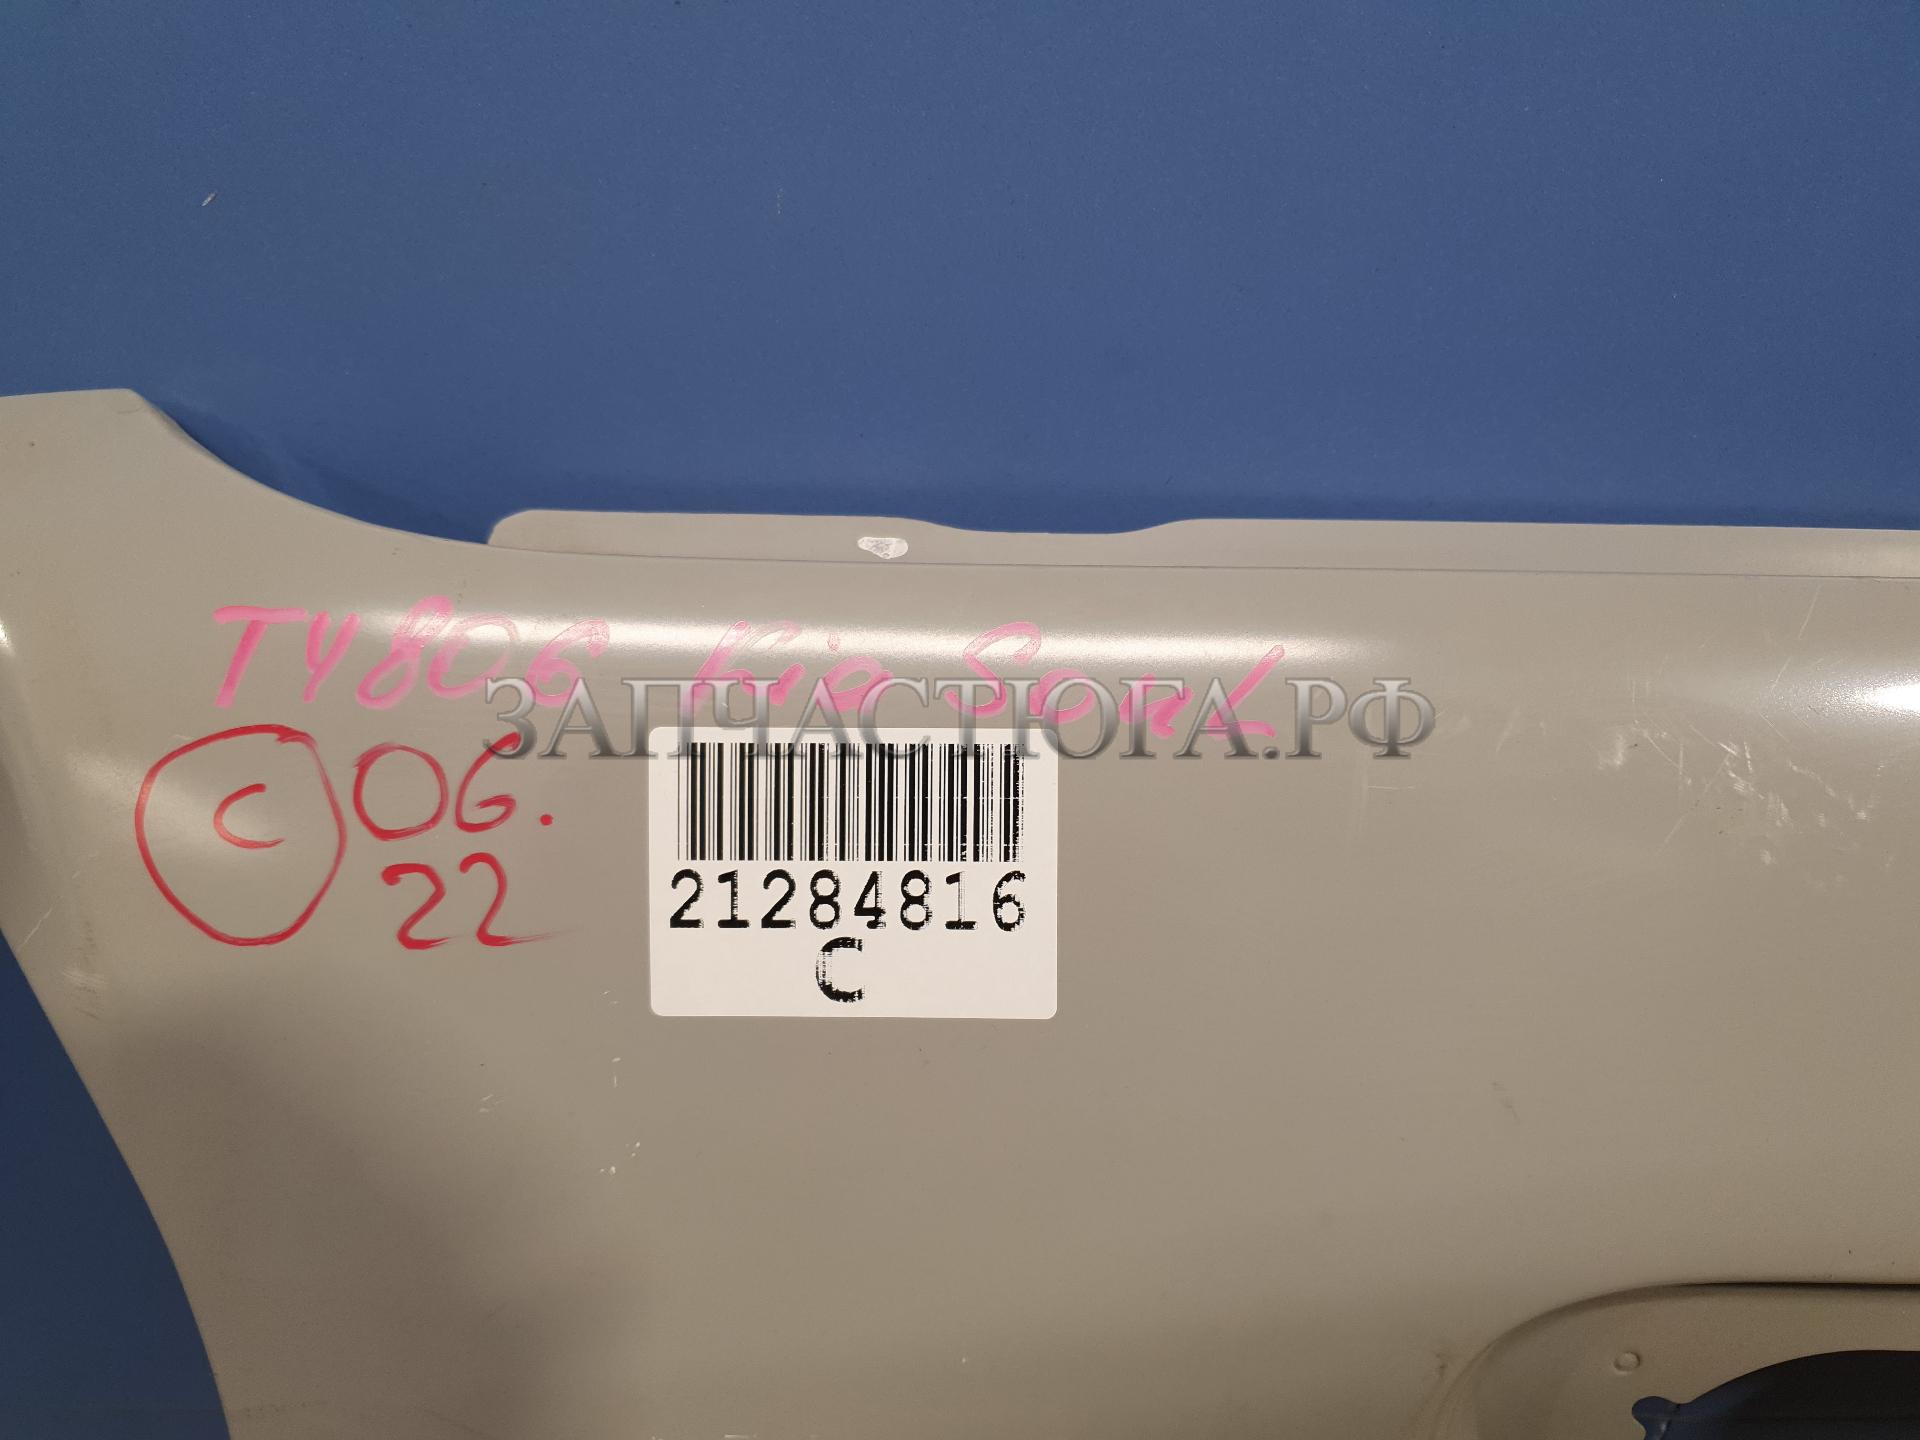 TY806 Kia Soul
ЗАПЧАСТЮГА.РФ
C 06.
22
21284816
C